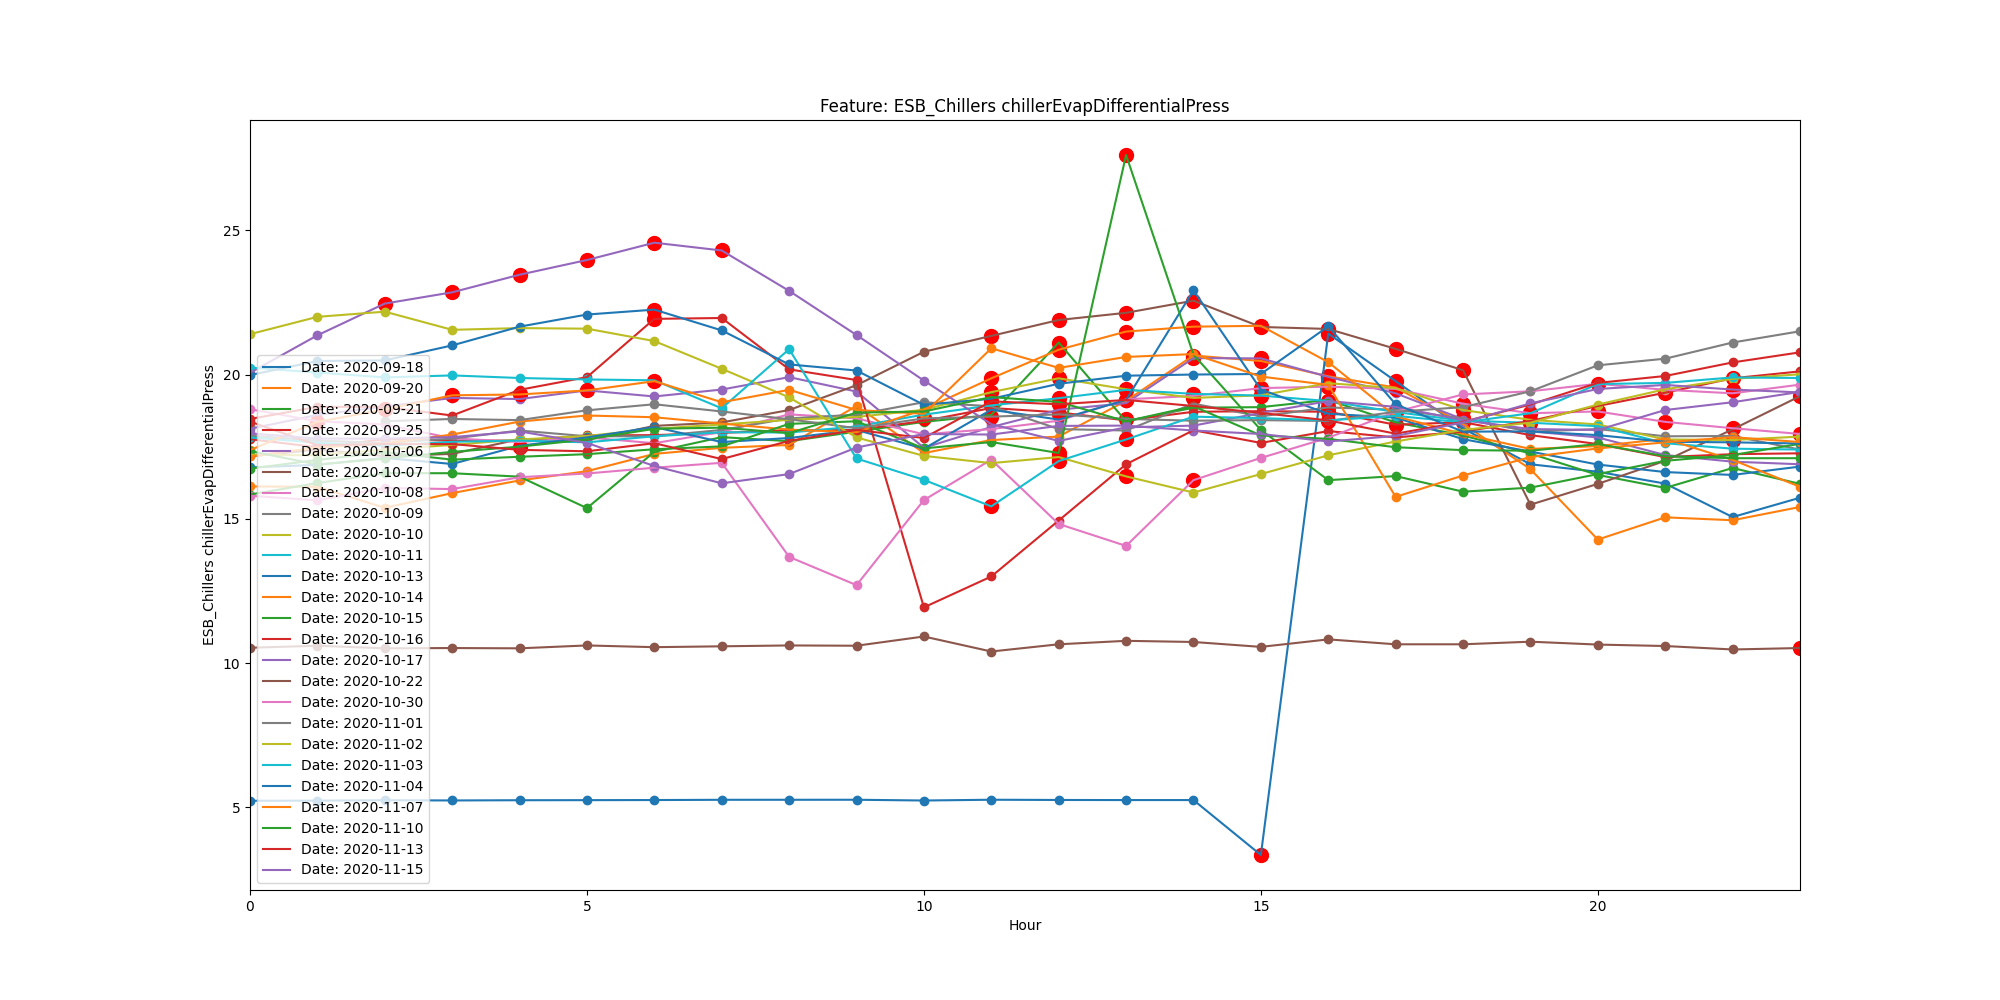 Feature: ESB_Chillers chillerEvapDifferentialPress
ESB_Chillers chillerEvapDifferentialPress
25
20
15
10
5
Date: 2020-09-18
Date: 2020-09-20
Date: 2020-09-21
Date: 2020-09-25
Date: 2020-10-06
Date: 2020-10-07
Date: 2020-10-08
Date: 2020-10-09
Date: 2020-10-10
Date: 2020-10-11
Date: 2020-10-13
Date: 2020-10-14
Date: 2020-10-15
Date: 2020-10-16
Date: 2020-10-17
Date: 2020-10-22
Date: 2020-10-30
Date: 2020-11-01
Date: 2020-11-02
Date: 2020-11-03
Date: 2020-11-04
Date: 2020-11-07
Date: 2020-11-10
Date: 2020-11-13
Date: 2020-11-15
0 5 10 15 20
Hour